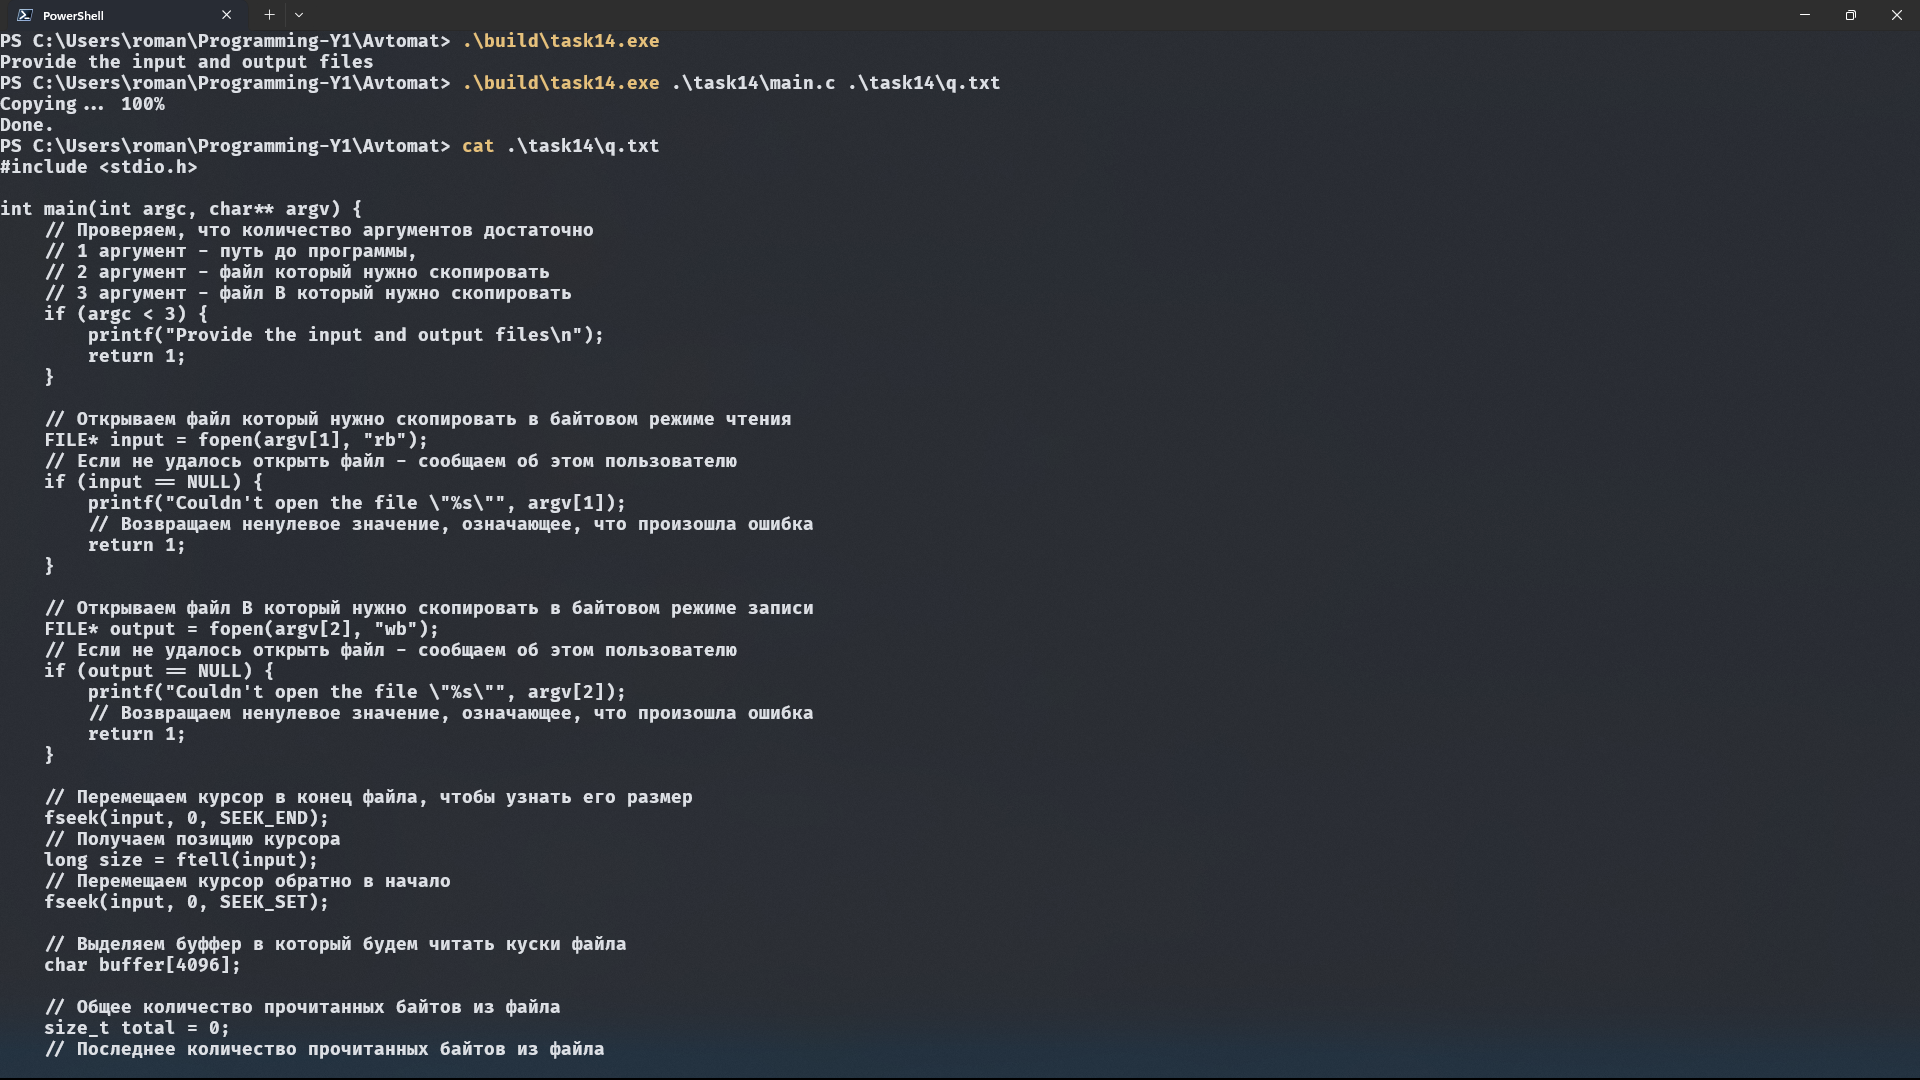 PowerShell
PS C:\Users\roman\Programming-Y1\Avtomat> .\build\task14.exe
Provide the input and output files
PS C:\Users\roman\Programming-Y1\Avtomat> .\build\task14.exe .\task14\main.c .\task14\q.txt
Copying... 100%
Done.
PS C:\Users\roman\Programming-Y1\Avtomat> cat .\task14\q.txt
#include <stdio.h>

int main(int argc, char** argv) {
    // Проверяем, что количество аргументов достаточно
    // 1 аргумент - путь до программы,
    // 2 аргумент - файл который нужно скопировать
    // 3 аргумент - файл В который нужно скопировать
    if (argc < 3) {
        printf("Provide the input and output files\n");
        return 1;
    }

    // Открываем файл который нужно скопировать в байтовом режиме чтения
    FILE* input = fopen(argv[1], "rb");
    // Если не удалось открыть файл - сообщаем об этом пользователю
    if (input == NULL) {
        printf("Couldn't open the file \"%s\"", argv[1]);
        // Возвращаем ненулевое значение, означающее, что произошла ошибка
        return 1;
    }

    // Открываем файл В который нужно скопировать в байтовом режиме записи
    FILE* output = fopen(argv[2], "wb");
    // Если не удалось открыть файл - сообщаем об этом пользователю
    if (output == NULL) {
        printf("Couldn't open the file \"%s\"", argv[2]);
        // Возвращаем ненулевое значение, означающее, что произошла ошибка
        return 1;
    }

    // Перемещаем курсор в конец файла, чтобы узнать его размер
    fseek(input, 0, SEEK_END);
    // Получаем позицию курсора
    long size = ftell(input);
    // Перемещаем курсор обратно в начало
    fseek(input, 0, SEEK_SET);

    // Выделяем буффер в который будем читать куски файла
    char buffer[4096];

    // Общее количество прочитанных байтов из файла
    size_t total = 0;
    // Последнее количество прочитанных байтов из файла